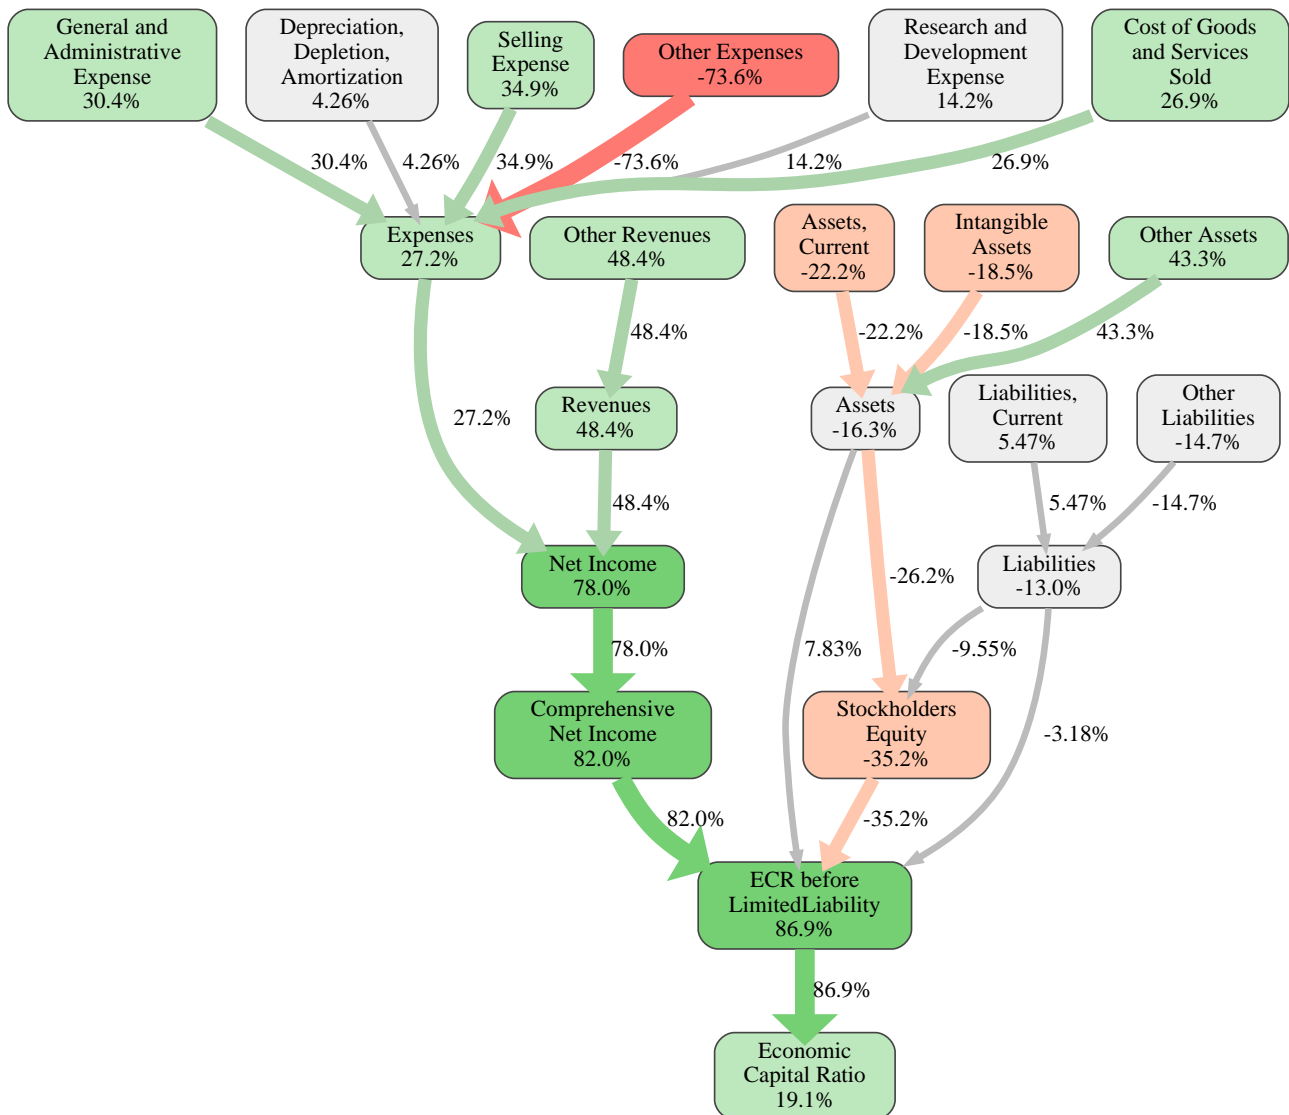 General and
Administrative
Expense
30.4%
Depreciation,
Depletion,
Amortization
4.26%
Selling
Expense
34.9%
Other Expenses
-73.6%
Research and
Development
Expense
14.2%
Cost of Goods
and Services
Sold
26.9%
30.4%
4.26%
34.9%
-73.6%
14.2%
26.9%
Expenses
27.2%
Other Revenues
48.4%
Assets,
Current
-22.2%
Intangible
Assets
-18.5%
Other Assets
43.3%
48.4%
-22.2%
-18.5%
43.3%
27.2%
Revenues
48.4%
Assets
-16.3%
Liabilities,
Current
5.47%
Other
Liabilities
-14.7%
48.4%
5.47%
-14.7%
Net Income
78.0%
-26.2%
Liabilities
-13.0%
78.0%
7.83%
-9.55%
Comprehensive
Net Income
82.0%
Stockholders
Equity
-35.2%
-3.18%
82.0%
-35.2%
ECR before
LimitedLiability
86.9%
86.9%
Economic
Capital Ratio
19.1%